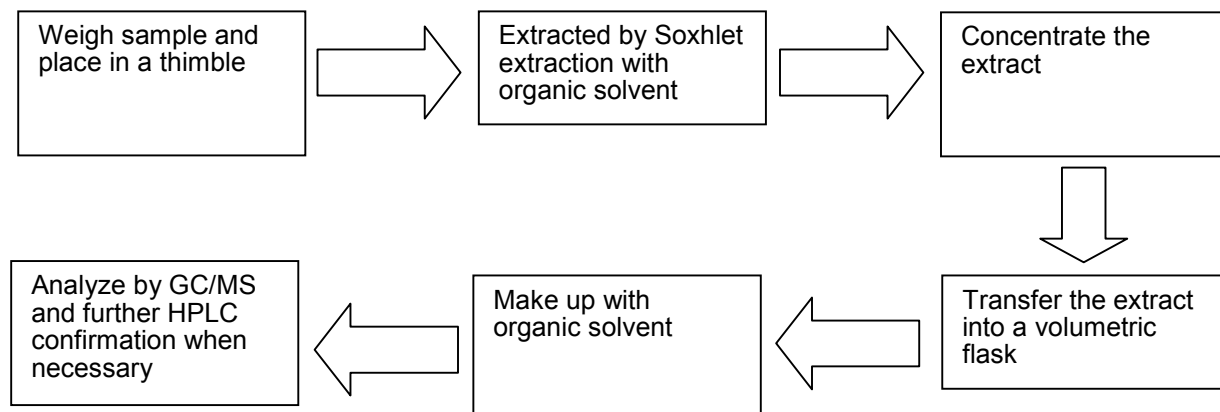 Weigh sample and
place in a thimble
Extracted by Soxhlet
extraction with
organic solvent
Concentrate the
extract
Transfer the extract
into a volumetric
flask
Make up with
organic solvent
Analyze by GC/MS
and further HPLC
confirmation when
necessary